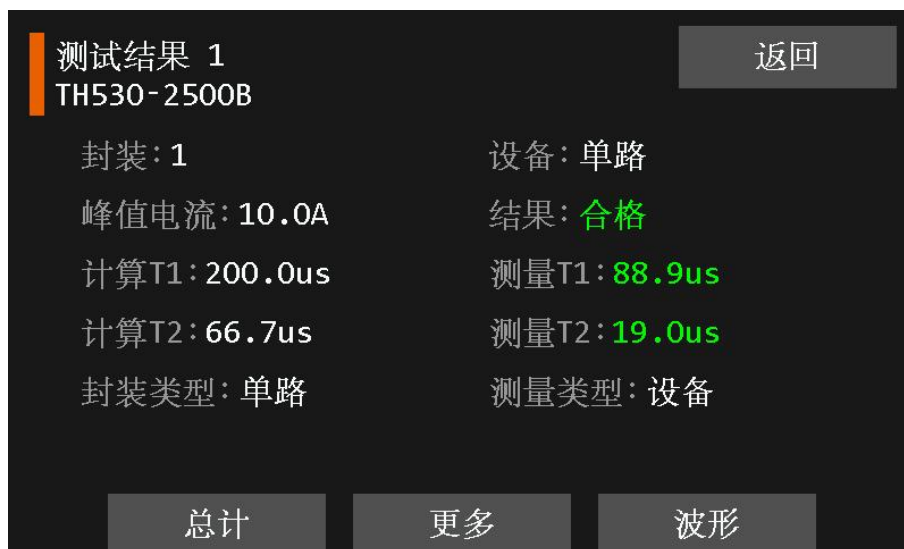 测试结果 1
返回
TH530-2500B
封装:1
设备:单路
峰值电流:10.0A
结果:合格
计算T1:200.0us
测量T1:88.9us
计算T2:66.7us
测量T2:19.0us
封装类型:单路
测量类型:设备
总计
更多
波形